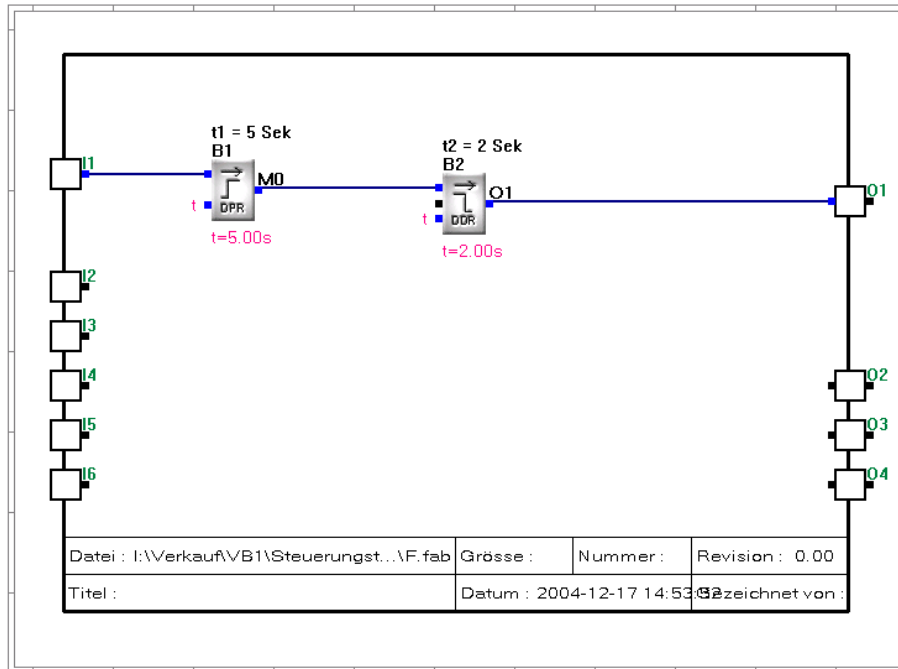 t1 = 5 Sek
B1
t2 = 2 Sek
B2
I1
M0
O1
O1
t
DPR
t
DDR
t=5.00s
t=2.00s
I2
I3
I4
O2
I5
O3
I6
O4
Datei : I:\Verkauf\VB1\Steuerungst...\F.fab
Grösse :
Nummer :
Revision : 0.00
Titel :
Datum : 2004-12-17 14:53:02
Gezeichnet von :